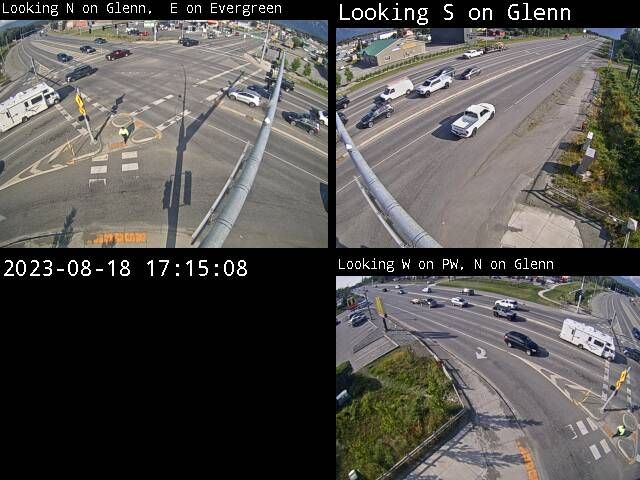 Looking N on Glenn, E on Evergreen
Looking S on Glenn
2023-08-18 17:15:08
Looking W on PW, N on Glenn